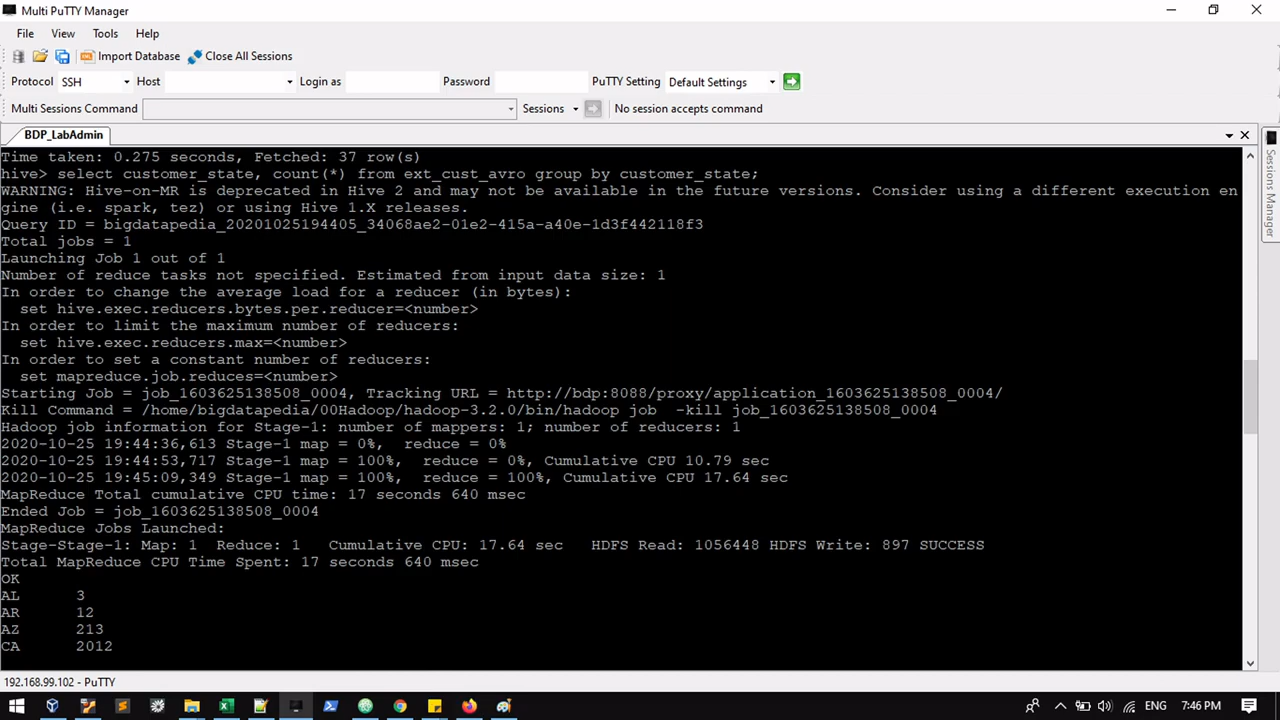 Multi PuTTY Manager
File View Tools Help
Import Database Close All Sessions
Protocol SSH Host Login as Password PuTTY Setting Default Settings
Multi Sessions Command Sessions No session accepts command
BDP_LabAdmin
Sessions Manager
Time taken: 0.275 seconds, Fetched: 37 row(s)
hive> select customer_state, count(*) from ext_cust_avro group by customer_state;
WARNING: Hive-on-MR is deprecated in Hive 2 and may not be available in the future versions. Consider using a different execution en
gine (i.e. spark, tez) or using Hive 1.X releases.
Query ID = bigdatapedia_20201025194405_34068ae2-01e2-415a-a40e-1d3f442118f3
Total jobs = 1
Launching Job 1 out of 1
Number of reduce tasks not specified. Estimated from input data size: 1
In order to change the average load for a reducer (in bytes):
  set hive.exec.reducers.bytes.per.reducer=<number>
In order to limit the maximum number of reducers:
  set hive.exec.reducers.max=<number>
In order to set a constant number of reducers:
  set mapreduce.job.reduces=<number>
Starting Job = job_1603625138508_0004, Tracking URL = http://bdp:8088/proxy/application_1603625138508_0004/
Kill Command = /home/bigdatapedia/00Hadoop/hadoop-3.2.0/bin/hadoop job  -kill job_1603625138508_0004
Hadoop job information for Stage-1: number of mappers: 1; number of reducers: 1
2020-10-25 19:44:36,613 Stage-1 map = 0%,  reduce = 0%
2020-10-25 19:44:53,717 Stage-1 map = 100%,  reduce = 0%, Cumulative CPU 10.79 sec
2020-10-25 19:45:09,349 Stage-1 map = 100%,  reduce = 100%, Cumulative CPU 17.64 sec
MapReduce Total cumulative CPU time: 17 seconds 640 msec
Ended Job = job_1603625138508_0004
MapReduce Jobs Launched:
Stage-Stage-1: Map: 1  Reduce: 1   Cumulative CPU: 17.64 sec   HDFS Read: 1056448 HDFS Write: 897 SUCCESS
Total MapReduce CPU Time Spent: 17 seconds 640 msec
OK
AL 3
AR 12
AZ 213
CA 2012
192.168.99.102 - PuTTY
ENG 7:46 PM